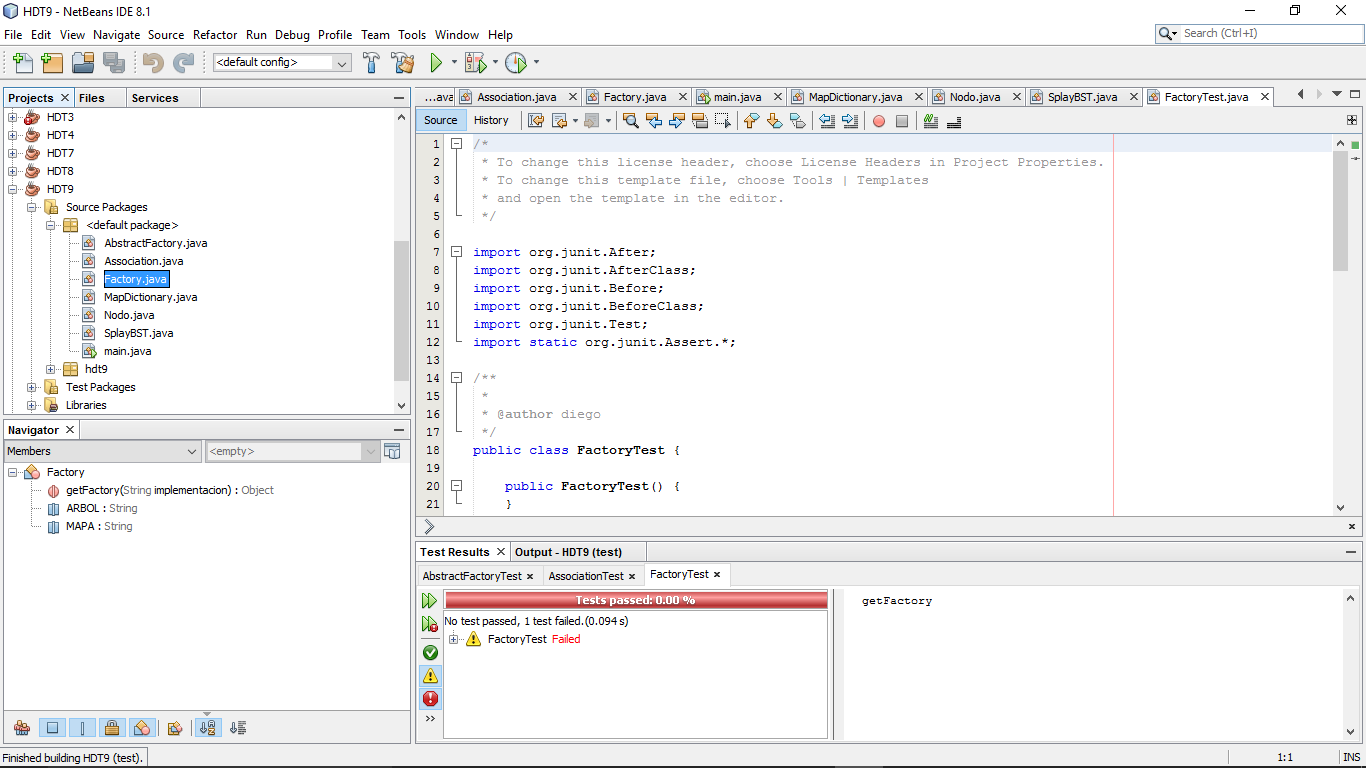 HDT9 - NetBeans IDE 8.1
File Edit View Navigate Source Refactor Run Debug Profile Team Tools Window Help
Search (Ctrl+I)
<default config>
Projects Files Services
HDT3
HDT4
HDT7
HDT8
HDT9
Source Packages
<default package>
AbstractFactory.java
Association.java
Factory.java
MapDictionary.java
Nodo.java
SplayBST.java
main.java
hdt9
Test Packages
Libraries
Navigator
Members
<empty>
Factory
getFactory(String implementacion) : Object
ARBOL : String
MAPA : String
...ava Association.java Factory.java main.java MapDictionary.java Nodo.java SplayBST.java FactoryTest.java
Source History
1 /*
2 * To change this license header, choose License Headers in Project Properties.
3 * To change this template file, choose Tools | Templates
4 * and open the template in the editor.
5 */
6
7 import org.junit.After;
8 import org.junit.AfterClass;
9 import org.junit.Before;
10 import org.junit.BeforeClass;
11 import org.junit.Test;
12 import static org.junit.Assert.*;
13
14 /**
15 *
16 * @author diego
17 */
18 public class FactoryTest {
19
20 public FactoryTest() {
21 }
Test Results Output - HDT9 (test)
AbstractFactoryTest AssociationTest FactoryTest
Tests passed: 0.00 %
No test passed, 1 test failed.(0.094 s)
FactoryTest Failed
getFactory
Finished building HDT9 (test).
1:1 INS